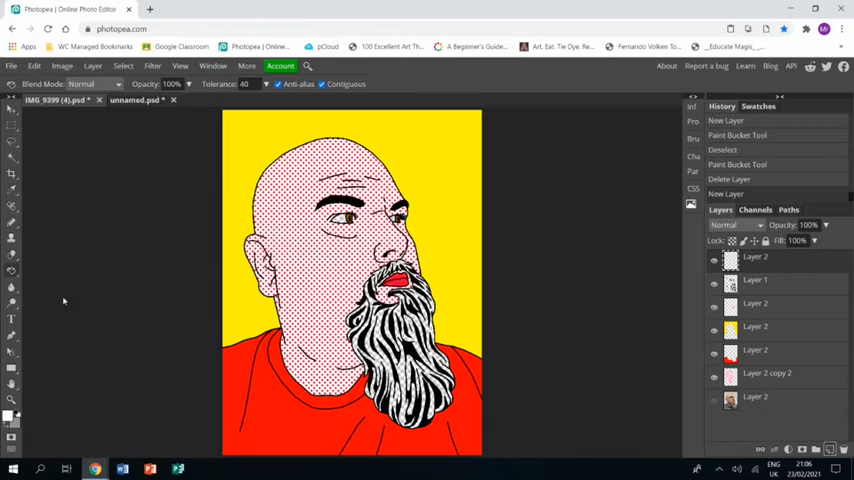 Photopea | Online Photo Editor
photopea.com
Apps WC Managed Bookmarks Google Classroom Photopea | Online... pCloud 100 Excellent Art Th... A Beginner's Guide... Art. Eat. Tie Dye. Re... Fernando Volken To... __Educate Magis_ -...
File Edit Image Layer Select Filter View Window More Account About Report a bug Learn Blog API
Blend Mode: Normal Opacity: 100% Tolerance: 40 Anti-alias Contiguous
IMG_9399 (4).psd * unnamed.psd *
Inf
Pro
Bru
Cha
Par
CSS
History Swatches
New Layer
Paint Bucket Tool
Deselect
Paint Bucket Tool
Delete Layer
New Layer
Layers Channels Paths
Normal Opacity: 100%
Lock: Fill: 100%
Layer 2
Layer 1
Layer 2
Layer 2
Layer 2
Layer 2 copy 2
Layer 2
ENG
UK
21:06
23/02/2021